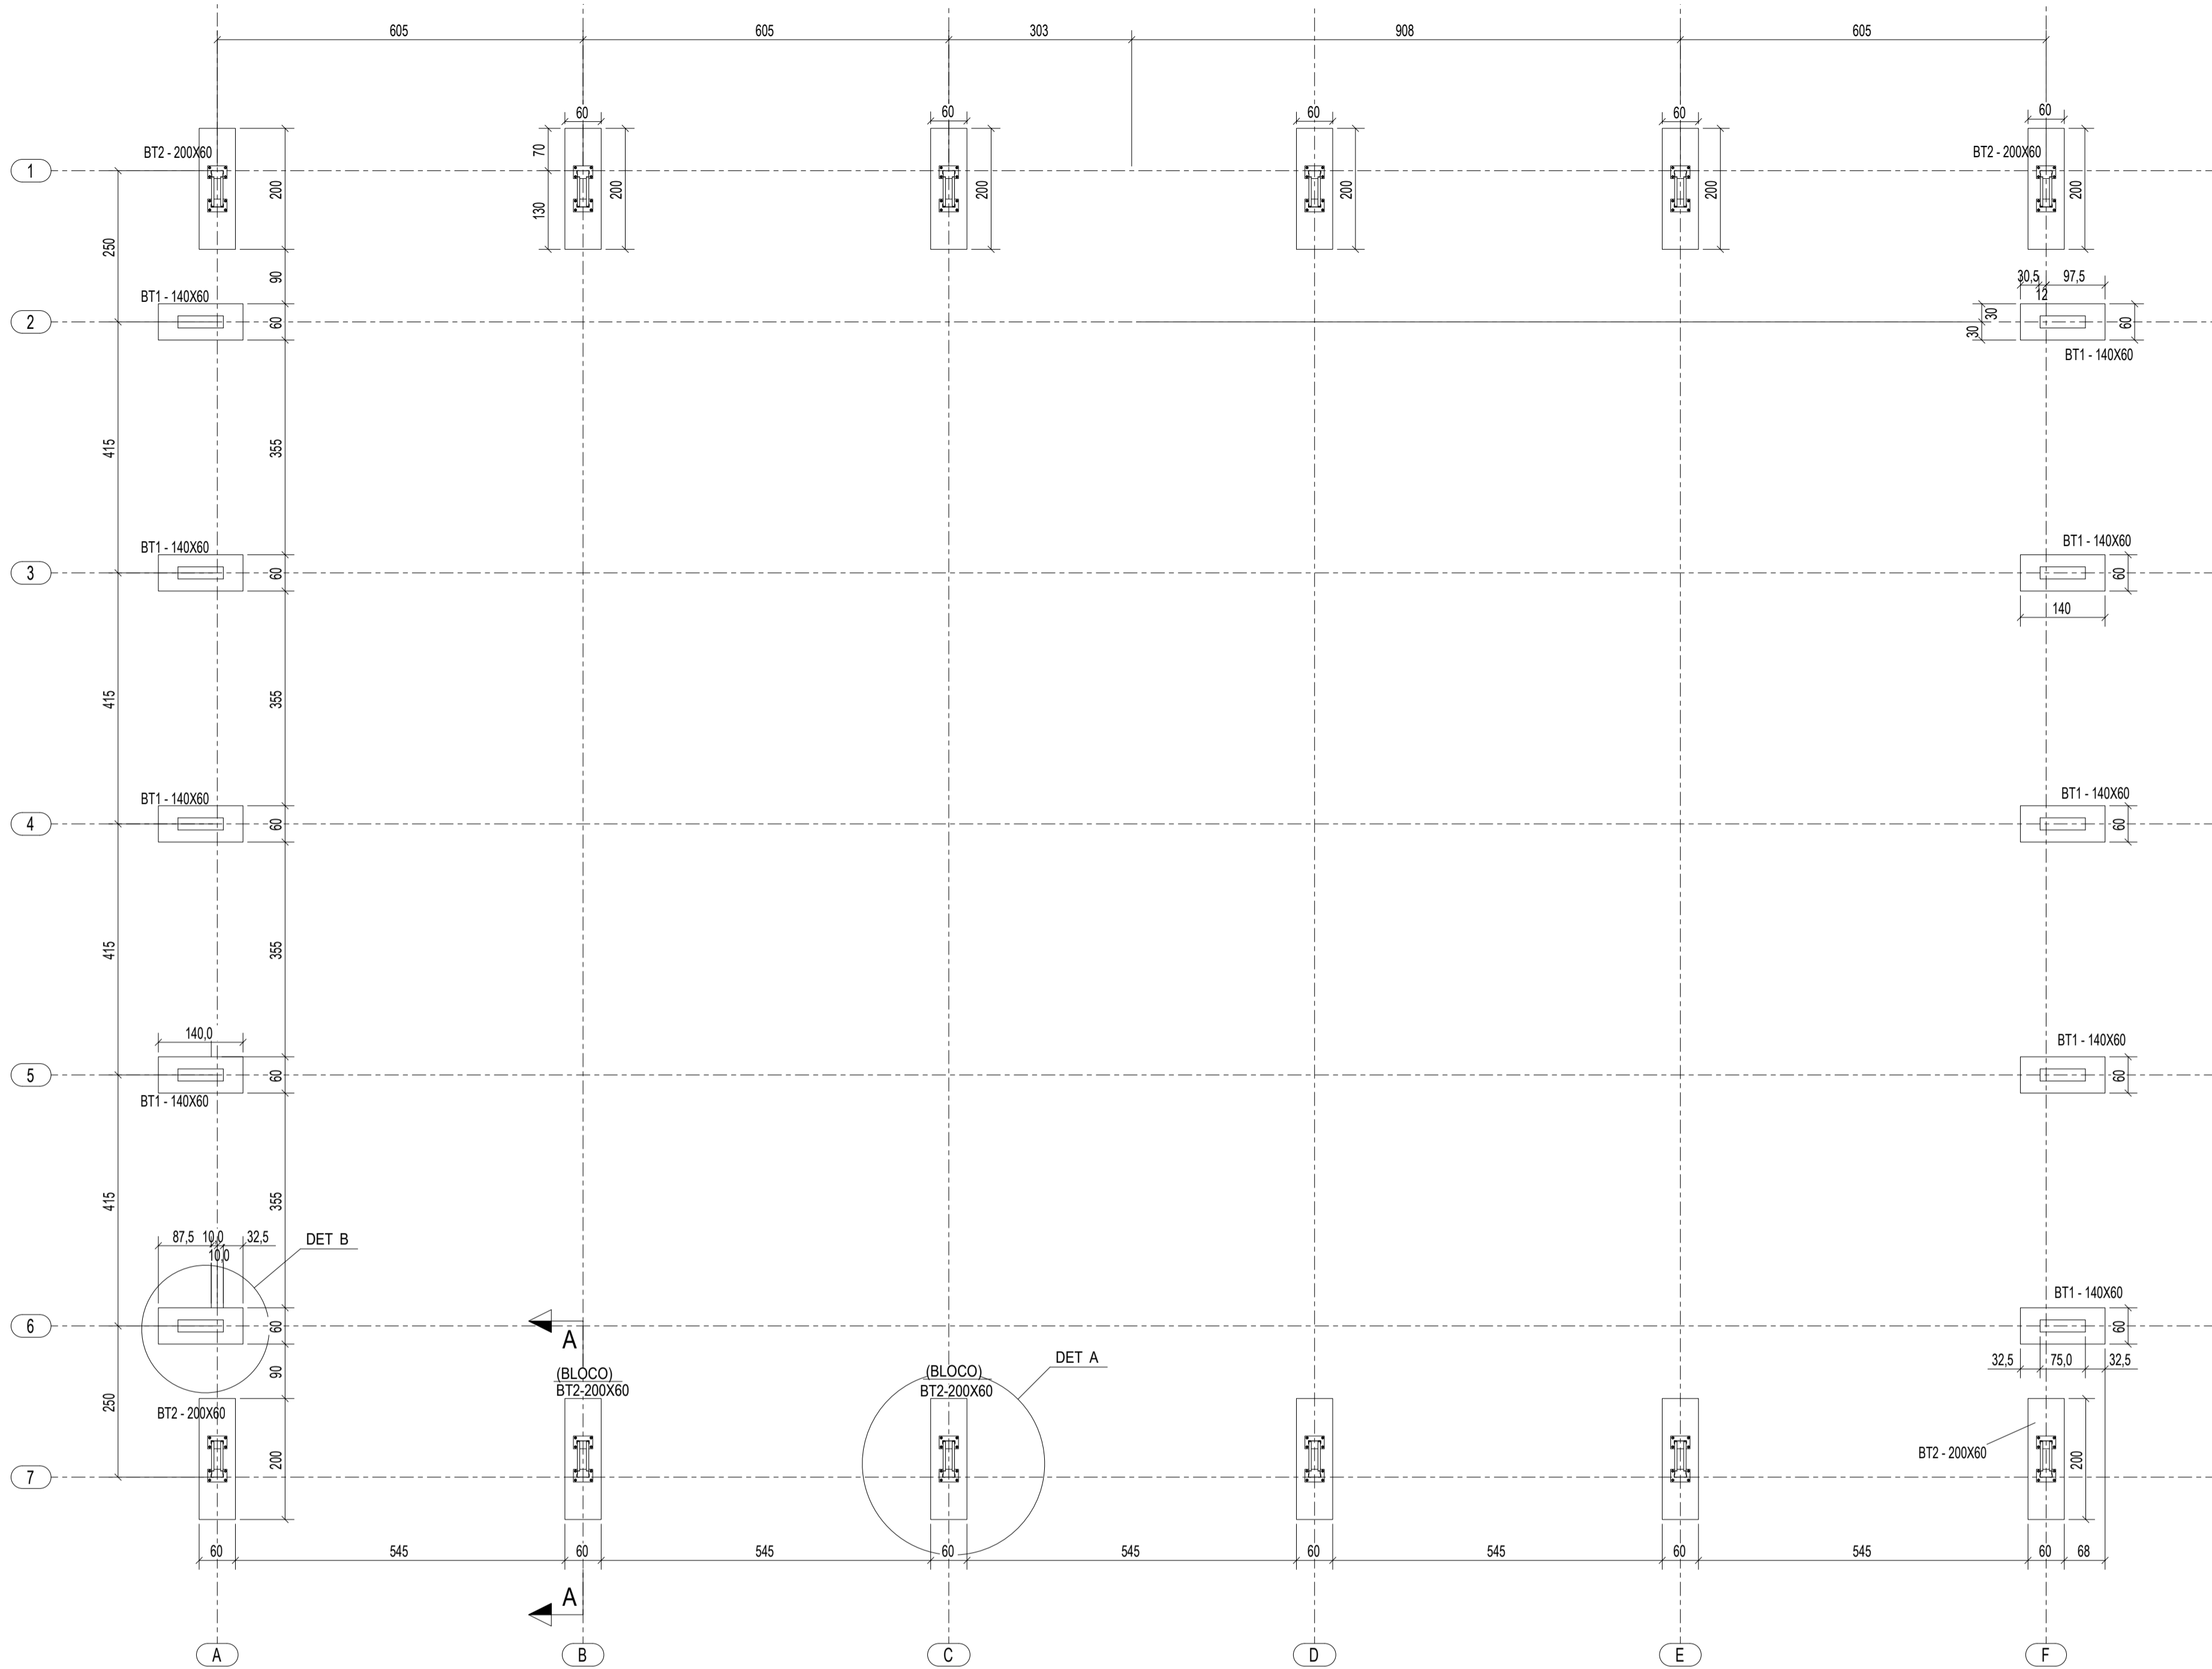 605
605
303
908
605
60
60
60
60
60
BT2 - 200X60
BT2 - 200X60
1
70
130
200
200
200
200
200
200
250
90
30,5
97,5
12
BT1 - 140X60
2
60
30
30
60
BT1 - 140X60
415
355
BT1 - 140X60
BT1 - 140X60
3
60
60
140
415
355
BT1 - 140X60
BT1 - 140X60
4
60
60
415
355
140,0
BT1 - 140X60
5
60
60
BT1 - 140X60
415
355
87,5
10,0
32,5
10,0
DET B
BT1 - 140X60
6
60
A
60
90
(BLOCO)
BT2-200X60
(BLOCO)
BT2-200X60
DET A
32,5
75,0
32,5
250
BT2 - 200X60
BT2 - 200X60
200
200
7
60
545
60
545
60
545
60
545
60
545
60
68
A
A
B
C
D
E
F